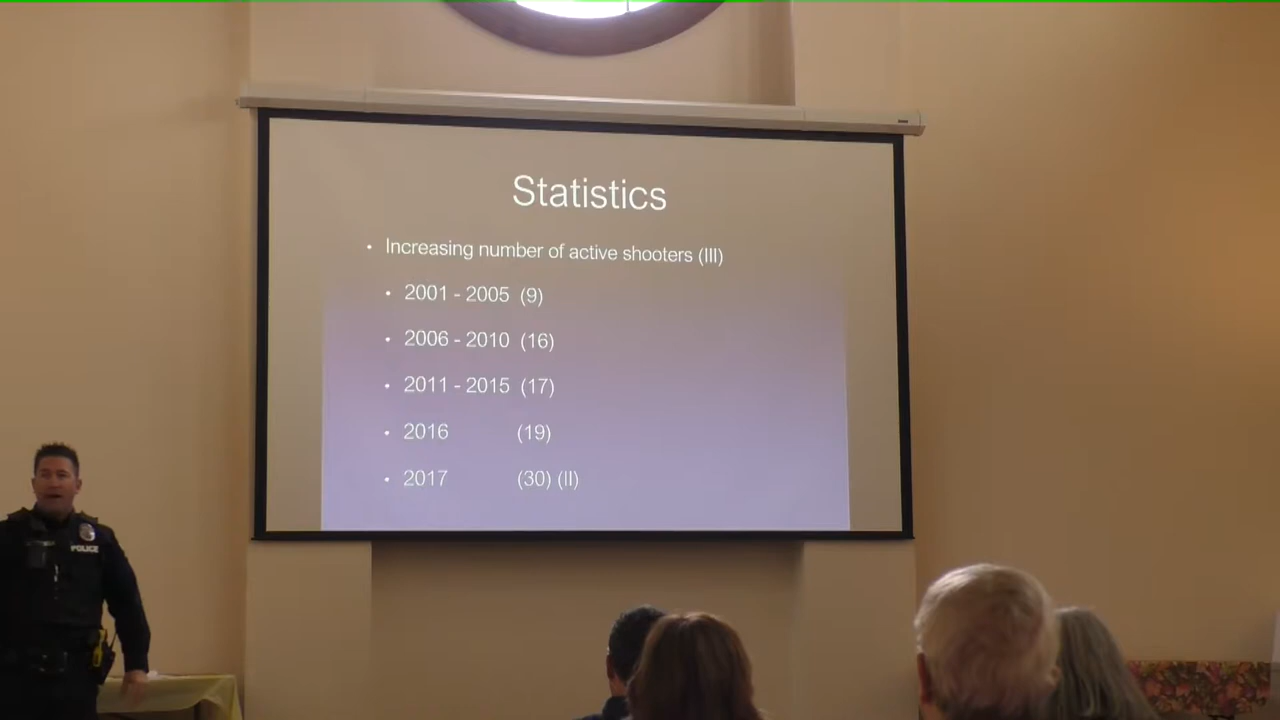 Statistics
• Increasing number of active shooters (III)
• 2001 - 2005 (9)
• 2006 - 2010 (16)
• 2011 - 2015 (17)
• 2016 (19)
• 2017 (30) (II)
POLICE